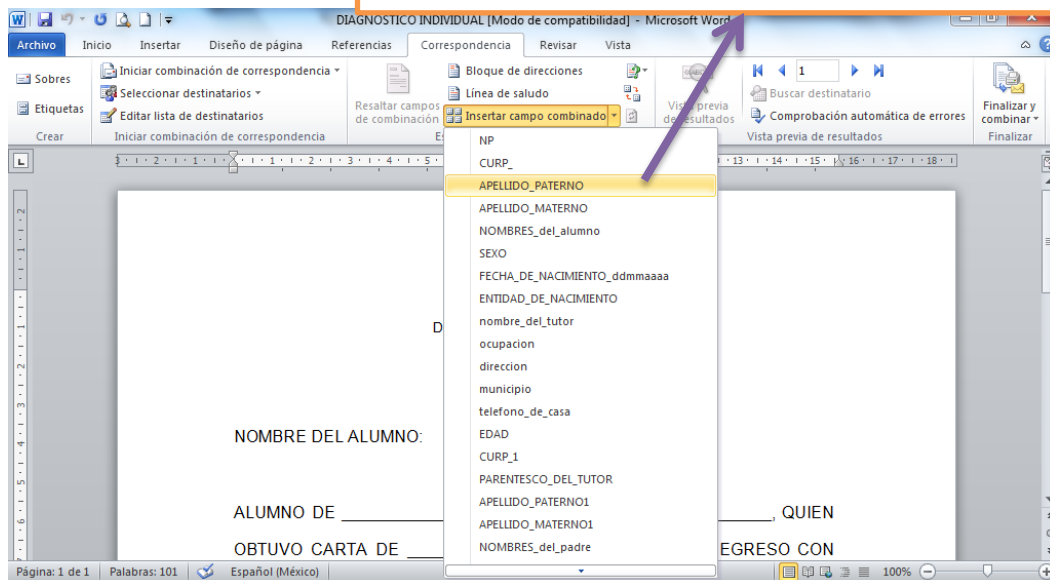 DIAGNOSTICO INDIVIDUAL [Modo de compatibilidad] - Microsoft Word
Archivo Inicio Insertar Diseño de página Referencias Correspondencia Revisar Vista
Sobres
Etiquetas
Crear
Iniciar combinación de correspondencia
Seleccionar destinatarios
Editar lista de destinatarios
Iniciar combinación de correspondencia
Resaltar campos
de combinación
Bloque de direcciones
Línea de saludo
Insertar campo combinado
Vista previa
de resultados
1
Buscar destinatario
Comprobación automática de errores
Vista previa de resultados
Finalizar y
combinar
Finalizar
NP
CURP_
APELLIDO_PATERNO
APELLIDO_MATERNO
NOMBRES_del_alumno
SEXO
FECHA_DE_NACIMIENTO_ddmmaaaa
ENTIDAD_DE_NACIMIENTO
nombre_del_tutor
ocupacion
direccion
municipio
telefono_de_casa
EDAD
CURP_1
PARENTESCO_DEL_TUTOR
APELLIDO_PATERNO1
APELLIDO_MATERNO1
NOMBRES_del_padre
D
NOMBRE DEL ALUMNO:
ALUMNO DE ____, QUIEN
OBTUVO CARTA DE ____ EGRESO CON
Página: 1 de 1 Palabras: 101 Español (México) 100%